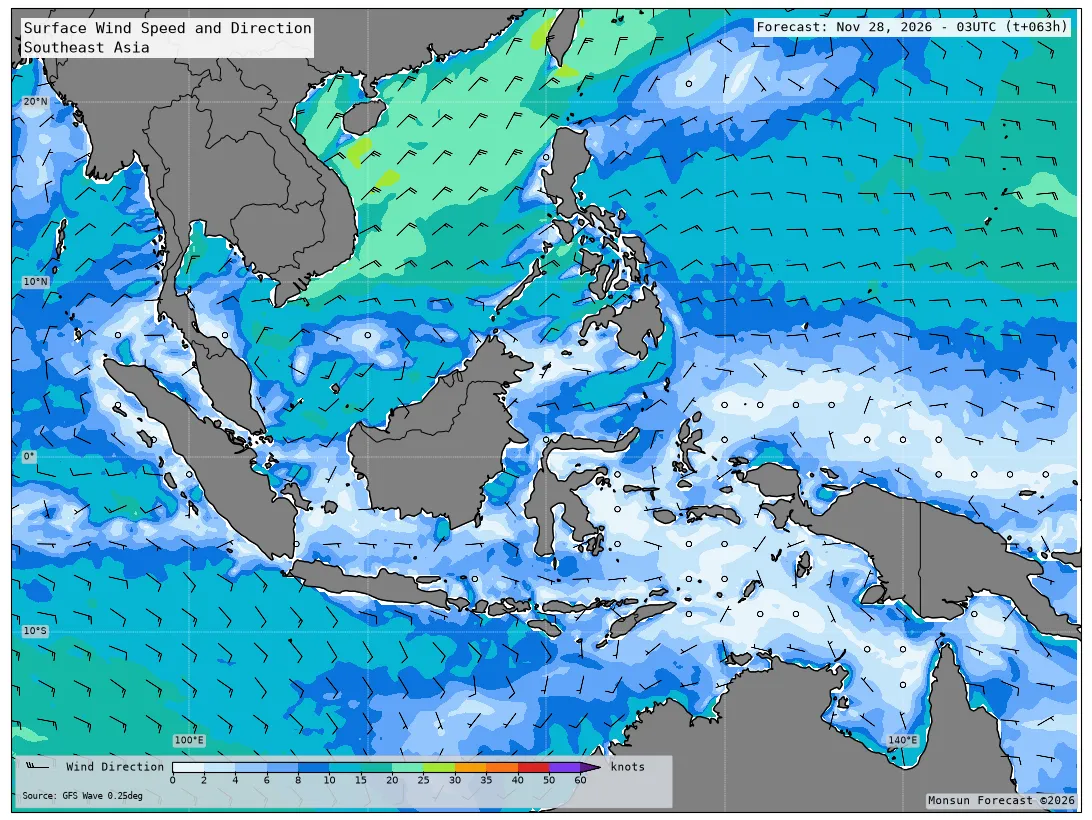 Surface Wind Speed and Direction
Southeast Asia
Forecast: Nov 28, 2026 - 03UTC (t+063h)
20°N
10°N
0°
10°S
100°E
140°E
Wind Direction
0 2 4 6 8 10 15 20 25 30 35 40 50 60
knots
Source: GFS Wave 0.25deg
Monsun Forecast ©2026